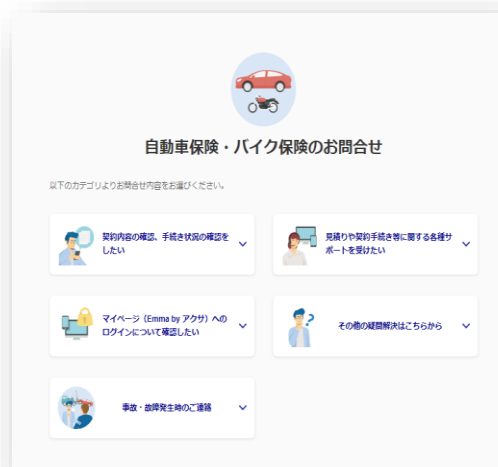 自動車保険・バイク保険のお問合せ
以下のカテゴリよりお問合せ内容をお選びください。
契約内容の確認、手続き状況の確認を
したい
見積りや契約手続き等に関する各種サ
ポートを受けたい
マイページ（Emma by アクサ）への
ログインについて確認したい
その他の疑問解決はこちらから
事故・故障発生時のご連絡